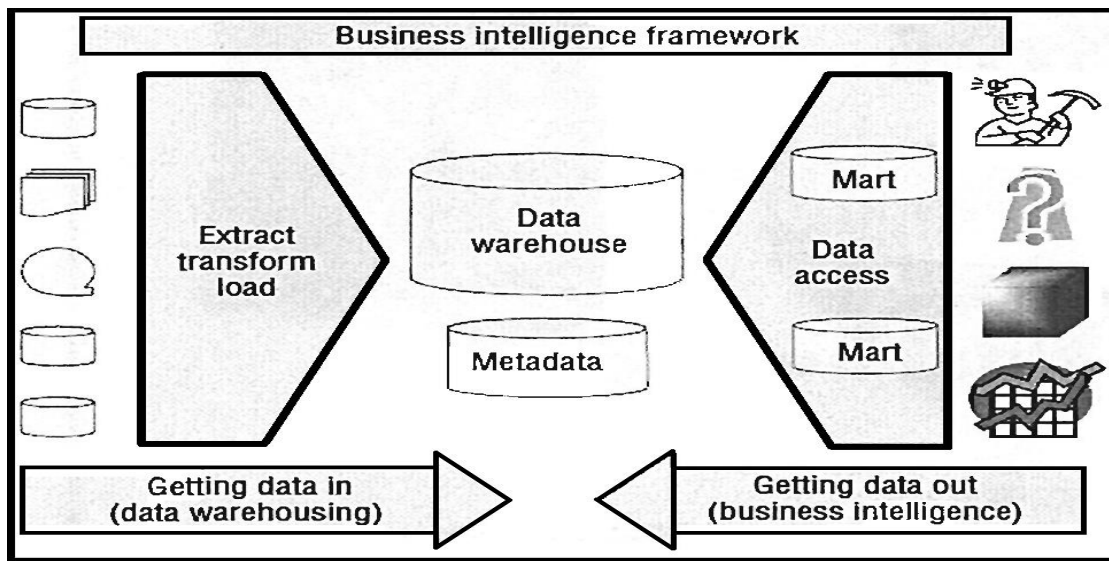 Business intelligence framework
Extract
transform
load
Data
warehouse
Metadata
Mart
Data
access
Mart
Getting data in
(data warehousing)
Getting data out
(business intelligence)
?